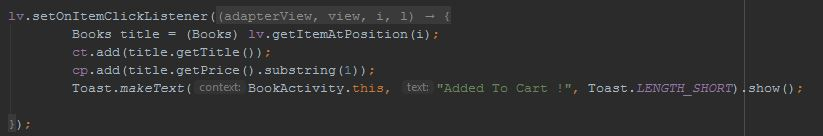 lv.setOnItemClickListener((adapterView, view, i, l) → {
Books title = (Books) lv.getItemAtPosition(i);
ct.add(title.getTitle());
cp.add(title.getPrice().substring(1));
Toast.makeText( context: BookActivity.this, text: "Added To Cart !", Toast.LENGTH_SHORT).show();
});